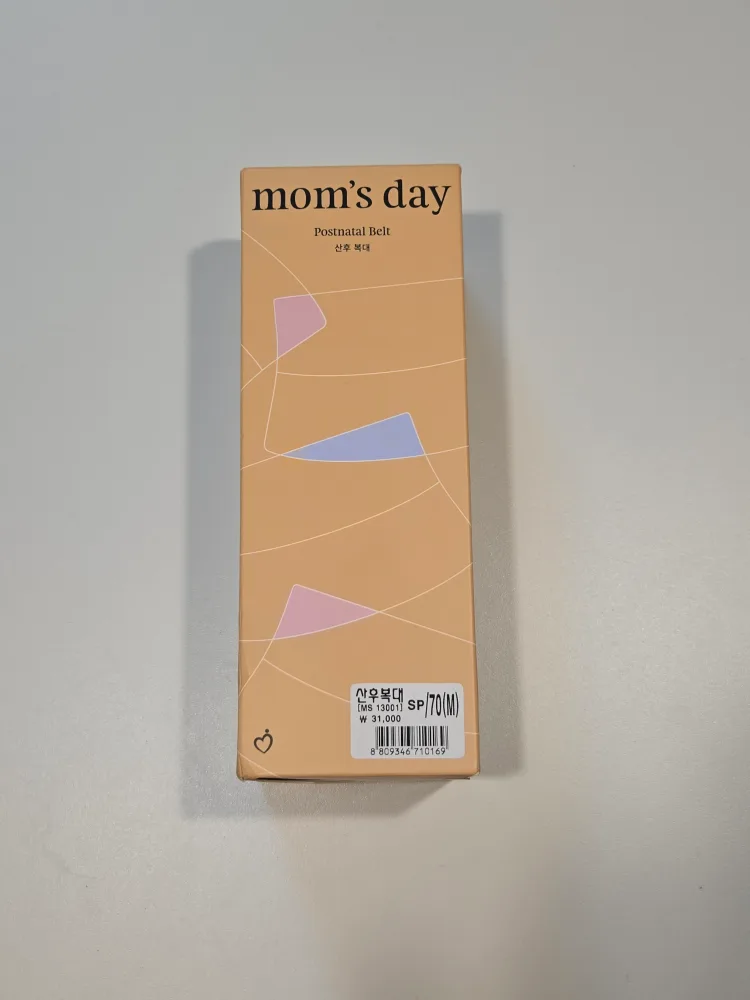 mom's day
Postnatal Belt
산후 복대
산우복대 SP/70(M)
[MS 13001]
₩ 31,000
8 809346 710169